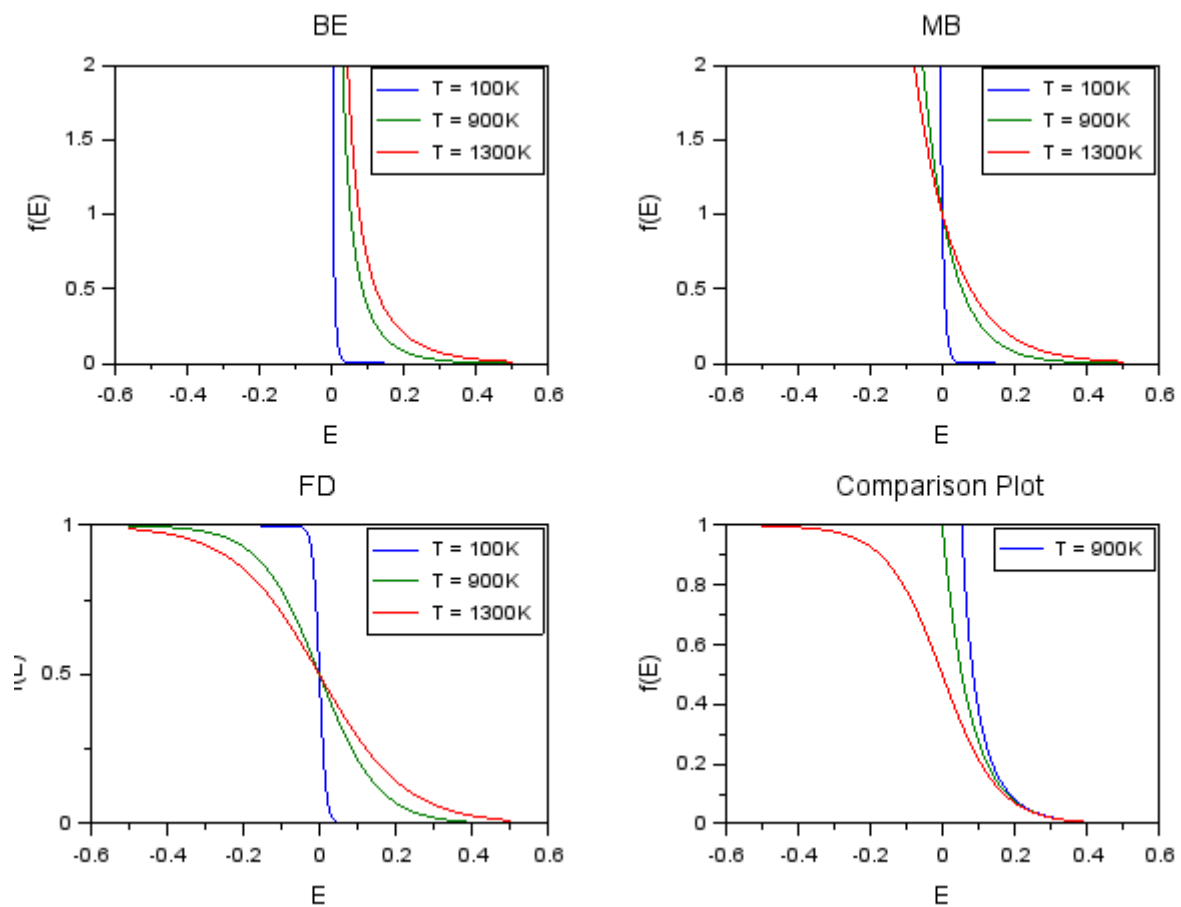 BE
2
1.5
1
0.5
0
f(E)
T = 100K
T = 900K
T = 1300K
-0.6 -0.4 -0.2 0 0.2 0.4 0.6
E
MB
2
1.5
1
0.5
0
f(E)
T = 100K
T = 900K
T = 1300K
-0.6 -0.4 -0.2 0 0.2 0.4 0.6
E
FD
1
0.5
0
T = 100K
T = 900K
T = 1300K
-0.6 -0.4 -0.2 0 0.2 0.4 0.6
E
Comparison Plot
1
0.8
0.6
0.4
0.2
0
f(E)
T = 900K
-0.6 -0.4 -0.2 0 0.2 0.4 0.6
E